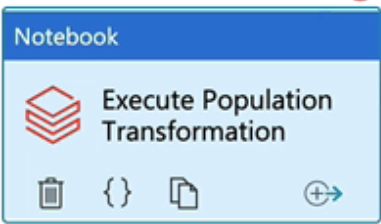 Notebook
Execute Population
Transformation
{}